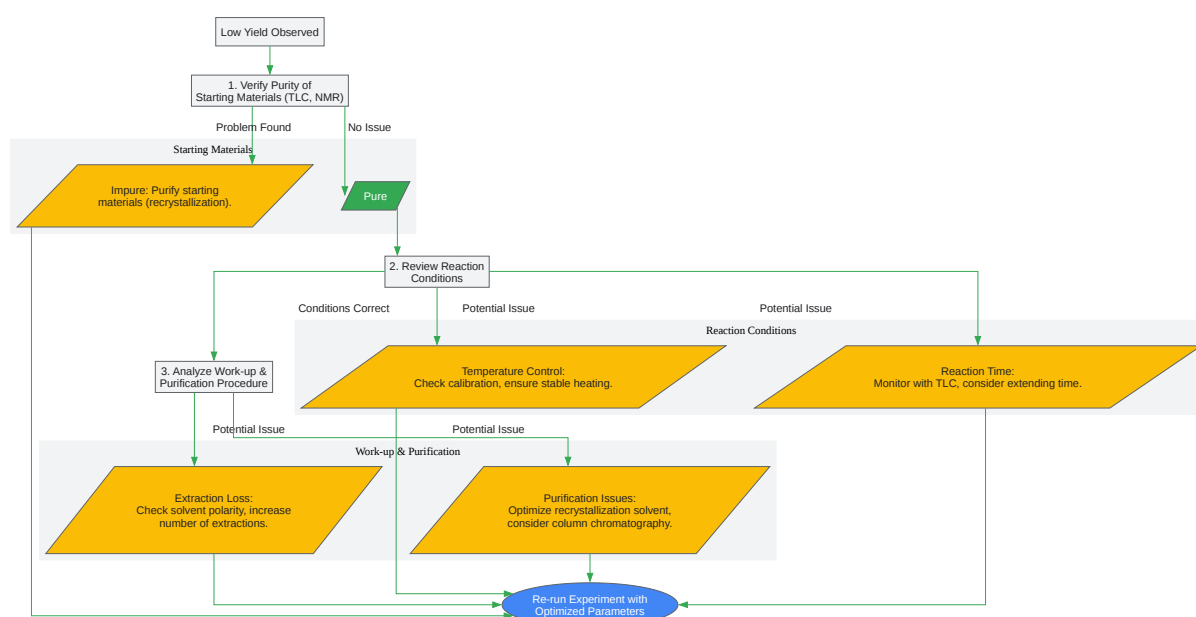 Low Yield Observed
1. Verify Purity of
Starting Materials (TLC, NMR)
Problem Found
No Issue
Starting Materials
Impure: Purify starting
materials (recrystallization).
Pure
2. Review Reaction
Conditions
Conditions Correct
Potential Issue
Potential Issue
Reaction Conditions
3. Analyze Work-up &
Purification Procedure
Temperature Control:
Check calibration, ensure stable heating.
Reaction Time:
Monitor with TLC, consider extending time.
Potential Issue
Potential Issue
Work-up & Purification
Extraction Loss:
Check solvent polarity, increase
number of extractions.
Purification Issues:
Optimize recrystallization solvent,
consider column chromatography.
Re-run Experiment with
Optimized Parameters